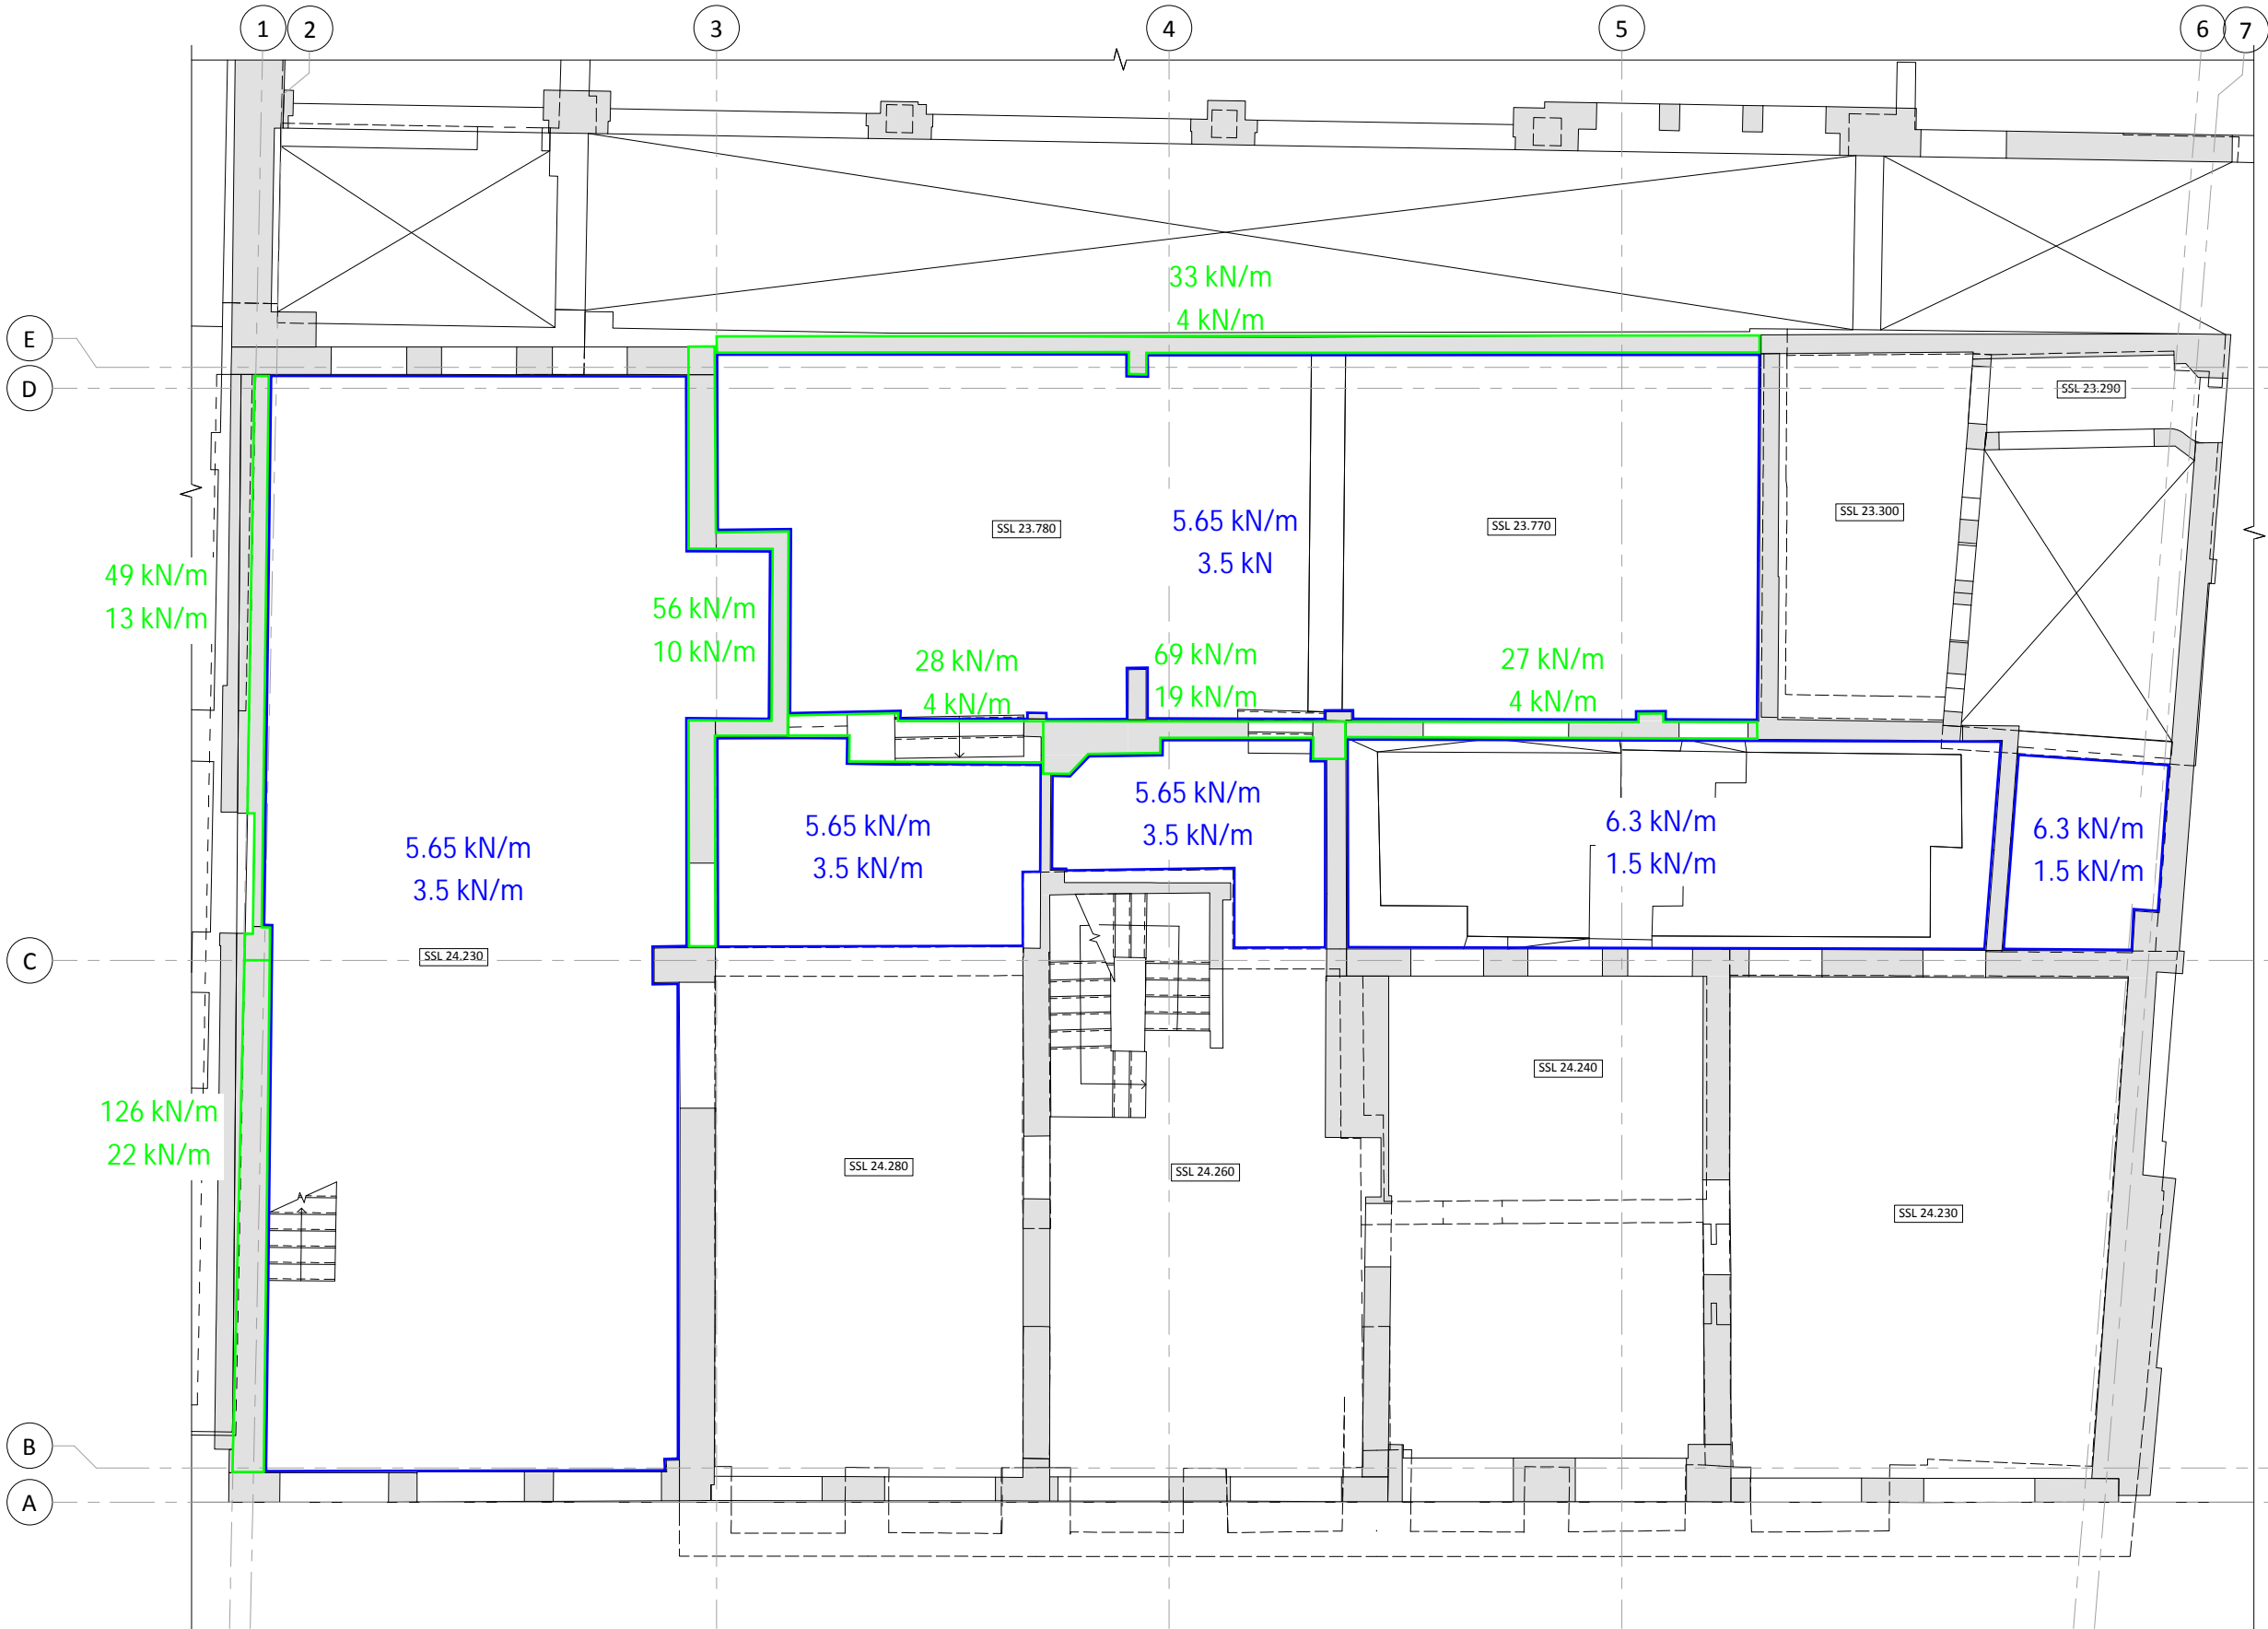 1
2
3
4
5
6
7
33 kN/m
4 kN/m
E
D
SSL 23.290
SSL 23.780
5.65 kN/m
3.5 kN
SSL 23.770
SSL 23.300
49 kN/m
13 kN/m
56 kN/m
10 kN/m
28 kN/m
4 kN/m
69 kN/m
19 kN/m
27 kN/m
4 kN/m
5.65 kN/m
3.5 kN/m
5.65 kN/m
3.5 kN/m
5.65 kN/m
3.5 kN/m
6.3 kN/m
1.5 kN/m
6.3 kN/m
1.5 kN/m
C
SSL 24.230
SSL 24.240
126 kN/m
22 kN/m
SSL 24.280
SSL 24.260
SSL 24.230
B
A